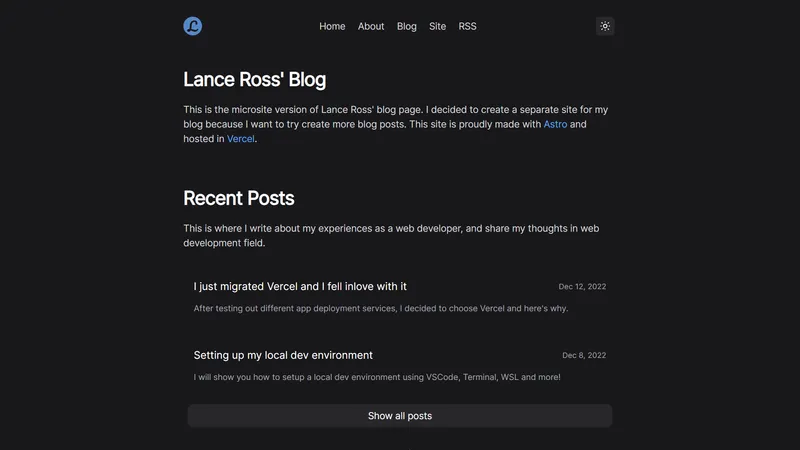 L
Home About Blog Site RSS
Lance Ross' Blog
This is the microsite version of Lance Ross' blog page. I decided to create a separate site for my
blog because I want to try create more blog posts. This site is proudly made with Astro and
hosted in Vercel.
Recent Posts
This is where I write about my experiences as a web developer, and share my thoughts in web
development field.
I just migrated Vercel and I fell inlove with it Dec 12, 2022
After testing out different app deployment services, I decided to choose Vercel and here's why.
Setting up my local dev environment Dec 8, 2022
I will show you how to setup a local dev environment using VSCode, Terminal, WSL and more!
Show all posts